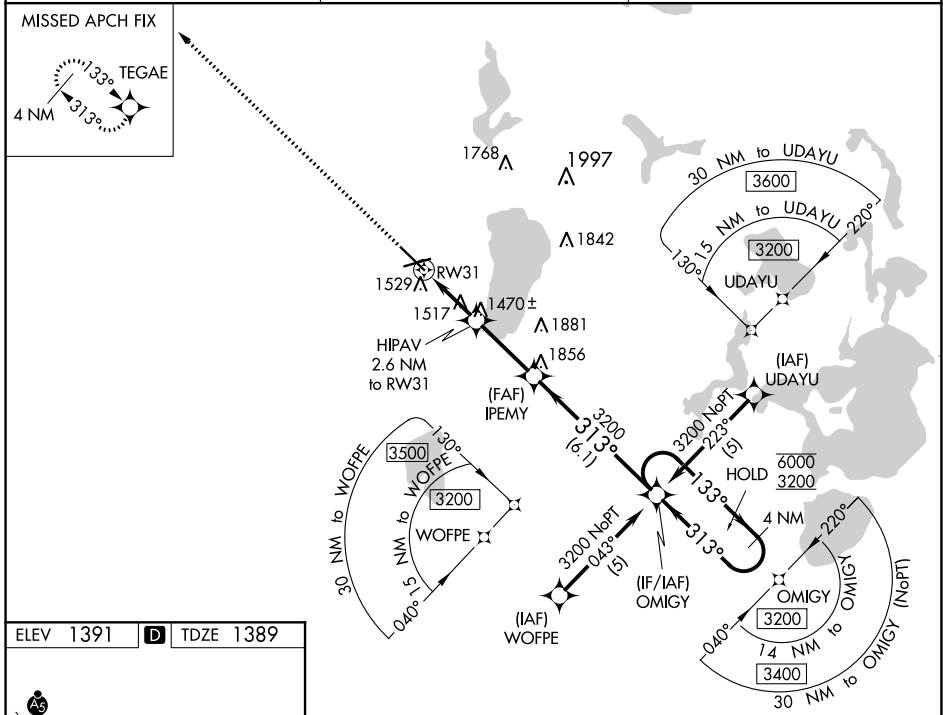 MISSED APCH FIX
133°
TEGAE
4 NM
313°
1768
1997
1842
30 NM to UDAYU
3600
220°
15 NM to UDAYU
130°
3200
UDAYU
RW31
1529
1517
1470±
HIPAV
2.6 NM
to RW31
1881
1856
(FAF)
IPEMY
(IAF)
UDAYU
3200 NoPT
223°
(5)
3200
313°
(6.1)
HOLD
6000
3200
133°
4 NM
313°
30 NM to WOFPE
130°
3500
15 NM to WOFPE
3200
WOFPE
040°
3200 NoPT
043°
(5)
(IF/IAF)
OMIGY
(IAF)
WOFPE
220°
OMIGY
040°
3200
14 NM to OMIGY
3400
30 NM to OMIGY (NoPT)
ELEV 1391
D
TDZE 1389
A5